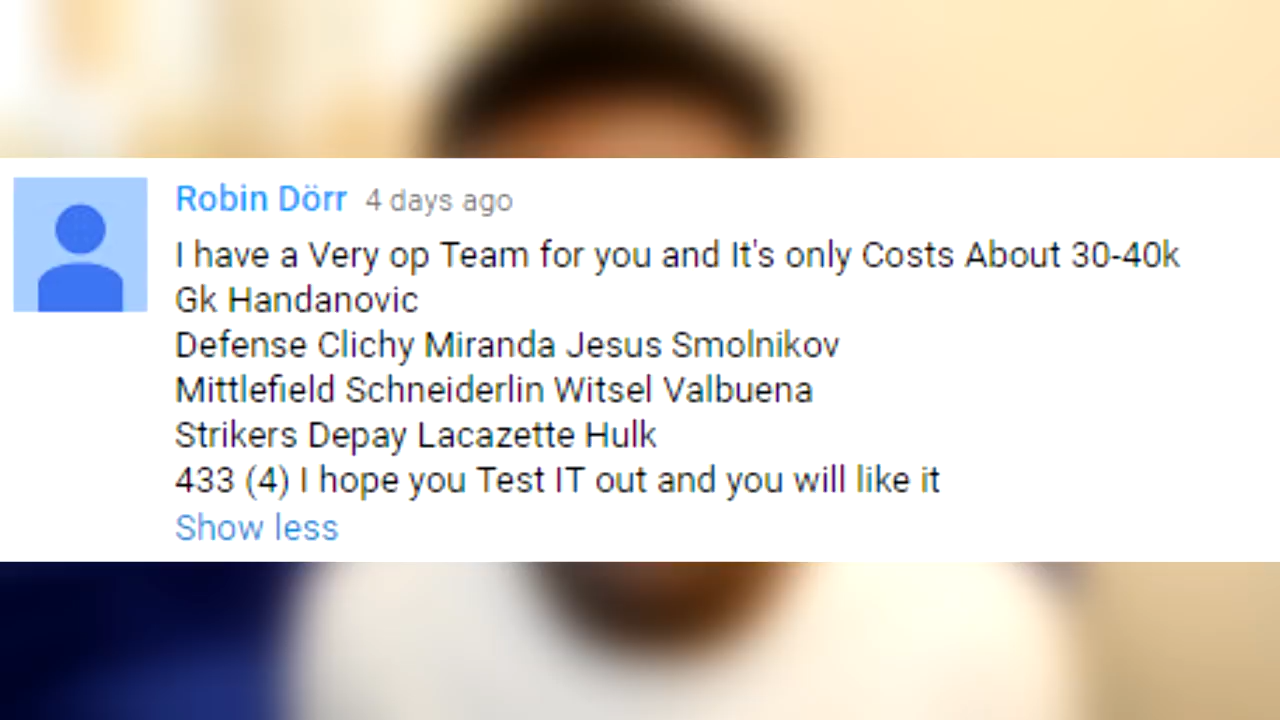 Robin Dörr 4 days ago
I have a Very op Team for you and It's only Costs About 30-40k
Gk Handanovic
Defense Clichy Miranda Jesus Smolnikov
Mittlefield Schneiderlin Witsel Valbuena
Strikers Depay Lacazette Hulk
433 (4) I hope you Test IT out and you will like it
Show less